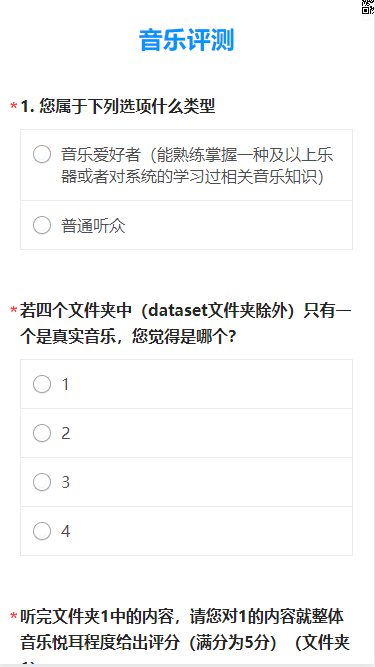 音乐评测
*1. 您属于下列选项什么类型
音乐爱好者（能熟练掌握一种及以上乐
器或者对系统的学习过相关音乐知识）
普通听众
*若四个文件夹中（dataset文件夹除外）只有一
个是真实音乐，您觉得是哪个？
1
2
3
4
*听完文件夹1中的内容，请您对1的内容就整体
音乐悦耳程度给出评分（满分为5分）（文件夹